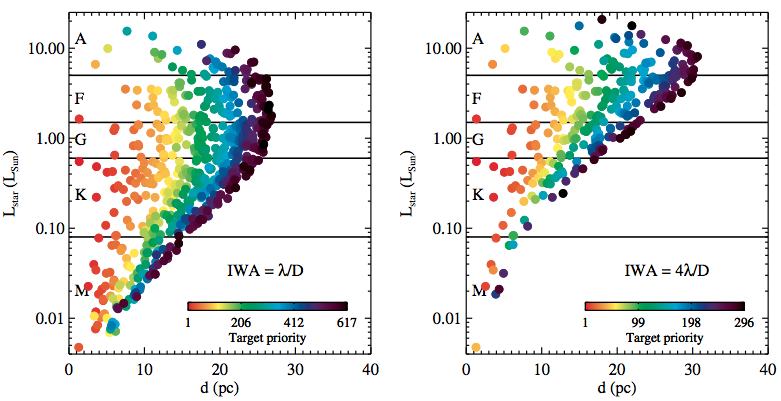 10.00
1.00
0.10
0.01
L_star (L_Sun)
A
F
G
K
M
IWA = λ/D
1 206 412 617
Target priority
0 10 20 30 40
d (pc)
10.00
1.00
0.10
0.01
L_star (L_Sun)
A
F
G
K
M
IWA = 4λ/D
1 99 198 296
Target priority
0 10 20 30 40
d (pc)